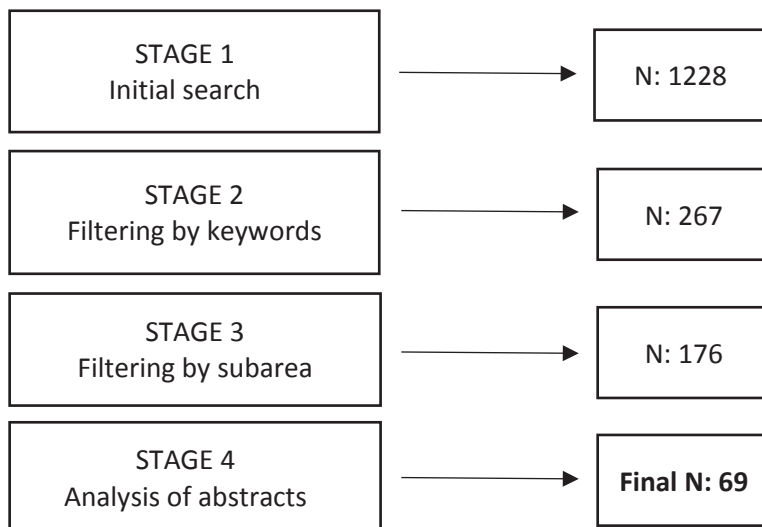 STAGE 1
Initial search
N: 1228
STAGE 2
Filtering by keywords
N: 267
STAGE 3
Filtering by subarea
N: 176
STAGE 4
Analysis of abstracts
Final N: 69